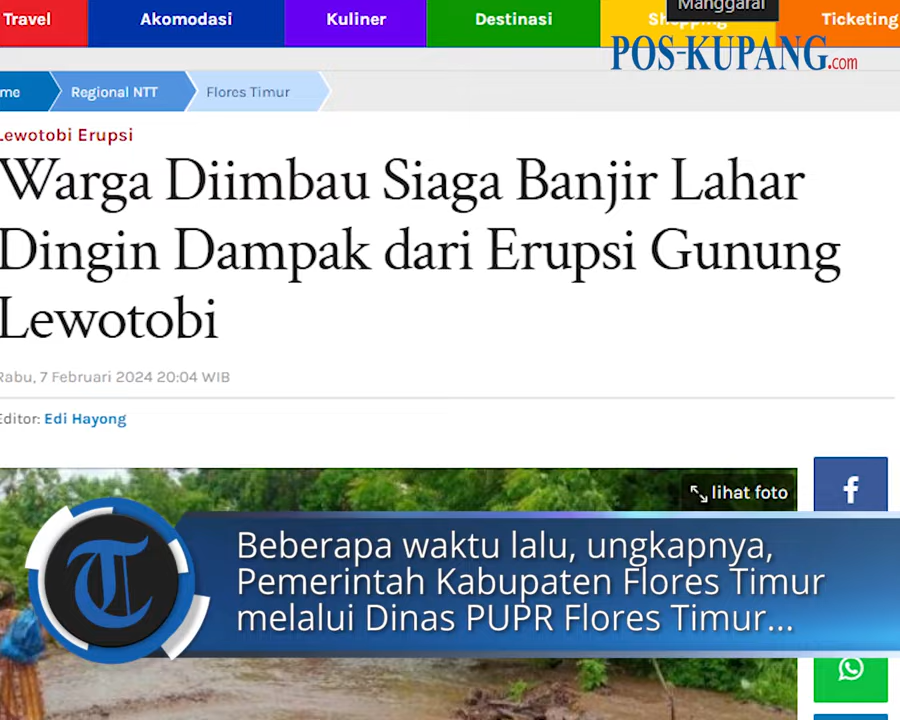 Manggarai
Travel
Akomodasi
Kuliner
Destinasi
Shopping
Ticketing
POS-KUPANG.com
me
Regional NTT
Flores Timur
Lewotobi Erupsi
Warga Diimbau Siaga Banjir Lahar
Dingin Dampak dari Erupsi Gunung
Lewotobi
Rabu, 7 Februari 2024 20:04 WIB
Editor: Edi Hayong
lihat foto
Beberapa waktu lalu, ungkapnya,
Pemerintah Kabupaten Flores Timur
melalui Dinas PUPR Flores Timur...